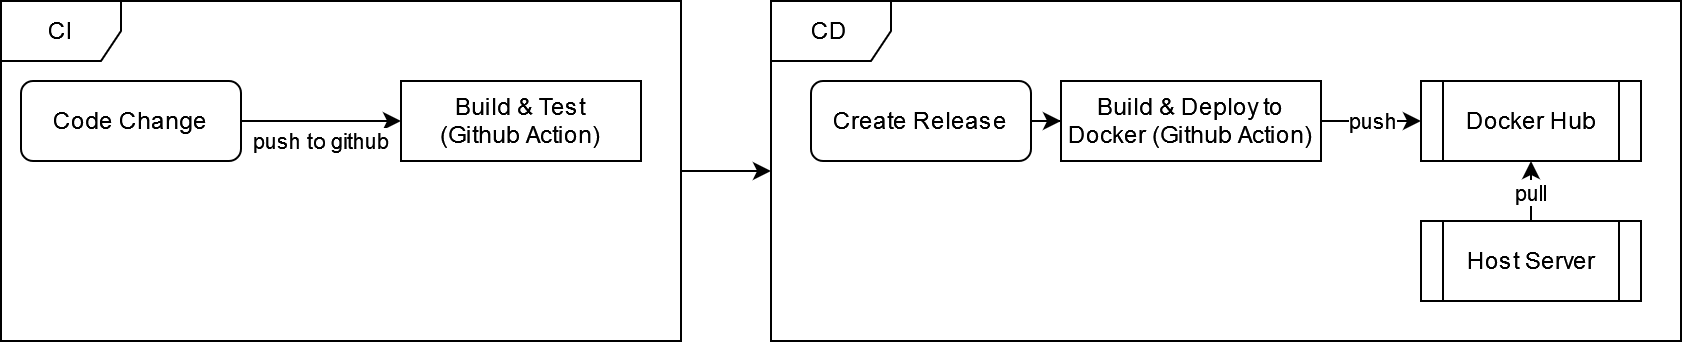 CI
Code Change
push to github
Build & Test
(Github Action)
CD
Create Release
Build & Deploy to
Docker (Github Action)
push
Docker Hub
pull
Host Server